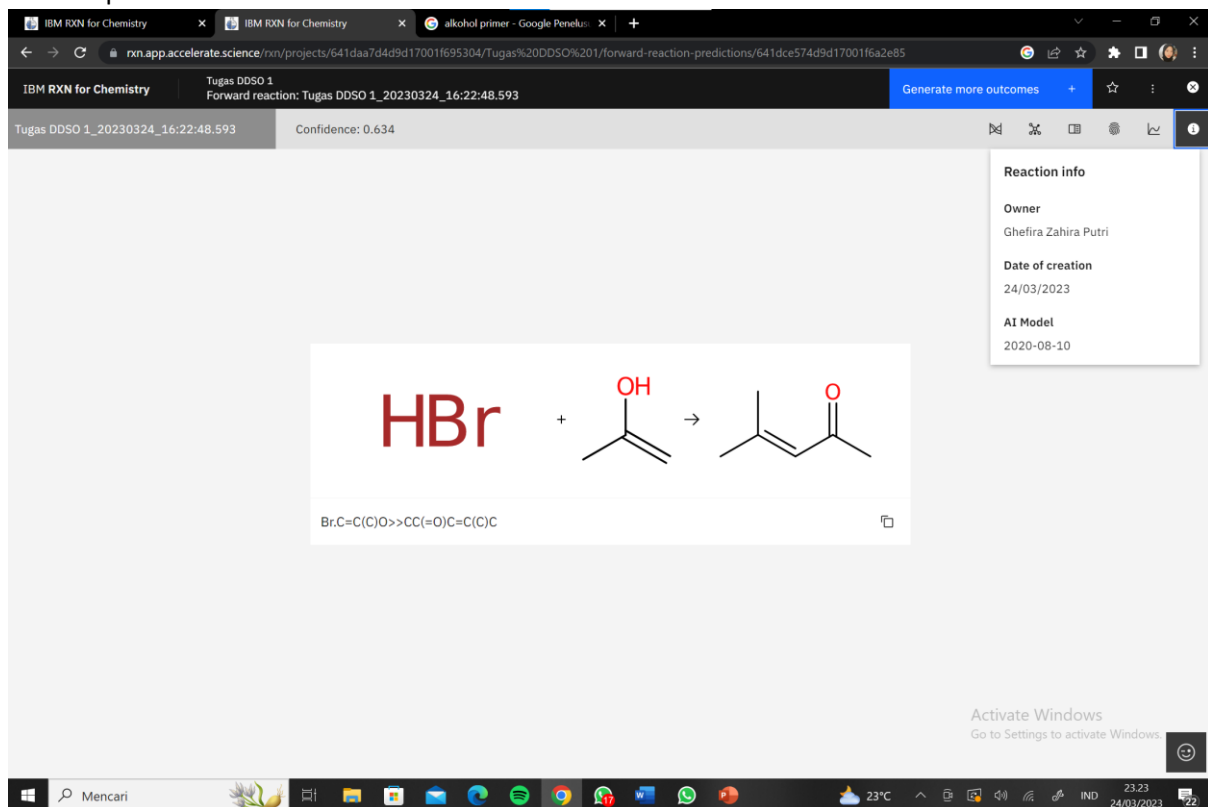 IBM RXN for Chemistry
IBM RXN for Chemistry
alkohol primer - Google Penelus
rxn.app.accelerate.science/rxn/projects/641daa7d4d9d17001f695304/Tugas%20DDSO%201/forward-reaction-predictions/641dce574d9d17001f6a2e85
IBM RXN for Chemistry
Tugas DDSO 1
Forward reaction: Tugas DDSO 1_20230324_16:22:48.593
Generate more outcomes +
Tugas DDSO 1_20230324_16:22:48.593
Confidence: 0.634
Reaction info
Owner
Ghefira Zahira Putri
Date of creation
24/03/2023
AI Model
2020-08-10
HBr + OH → O
Br.C=C(C)O>>CC(=O)C=C(C)C
Activate Windows
Go to Settings to activate Windows.
Mencari
17
23°C
IND
23.23
24/03/2023
22